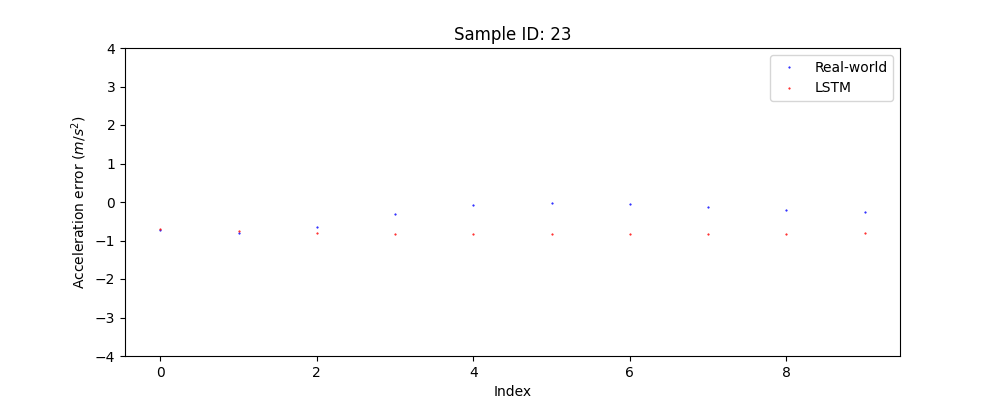 Sample ID: 23
Real-world
LSTM
Acceleration error (m/s²)
4
3
2
1
0
−1
−2
−3
−4
0 2 4 6 8
Index